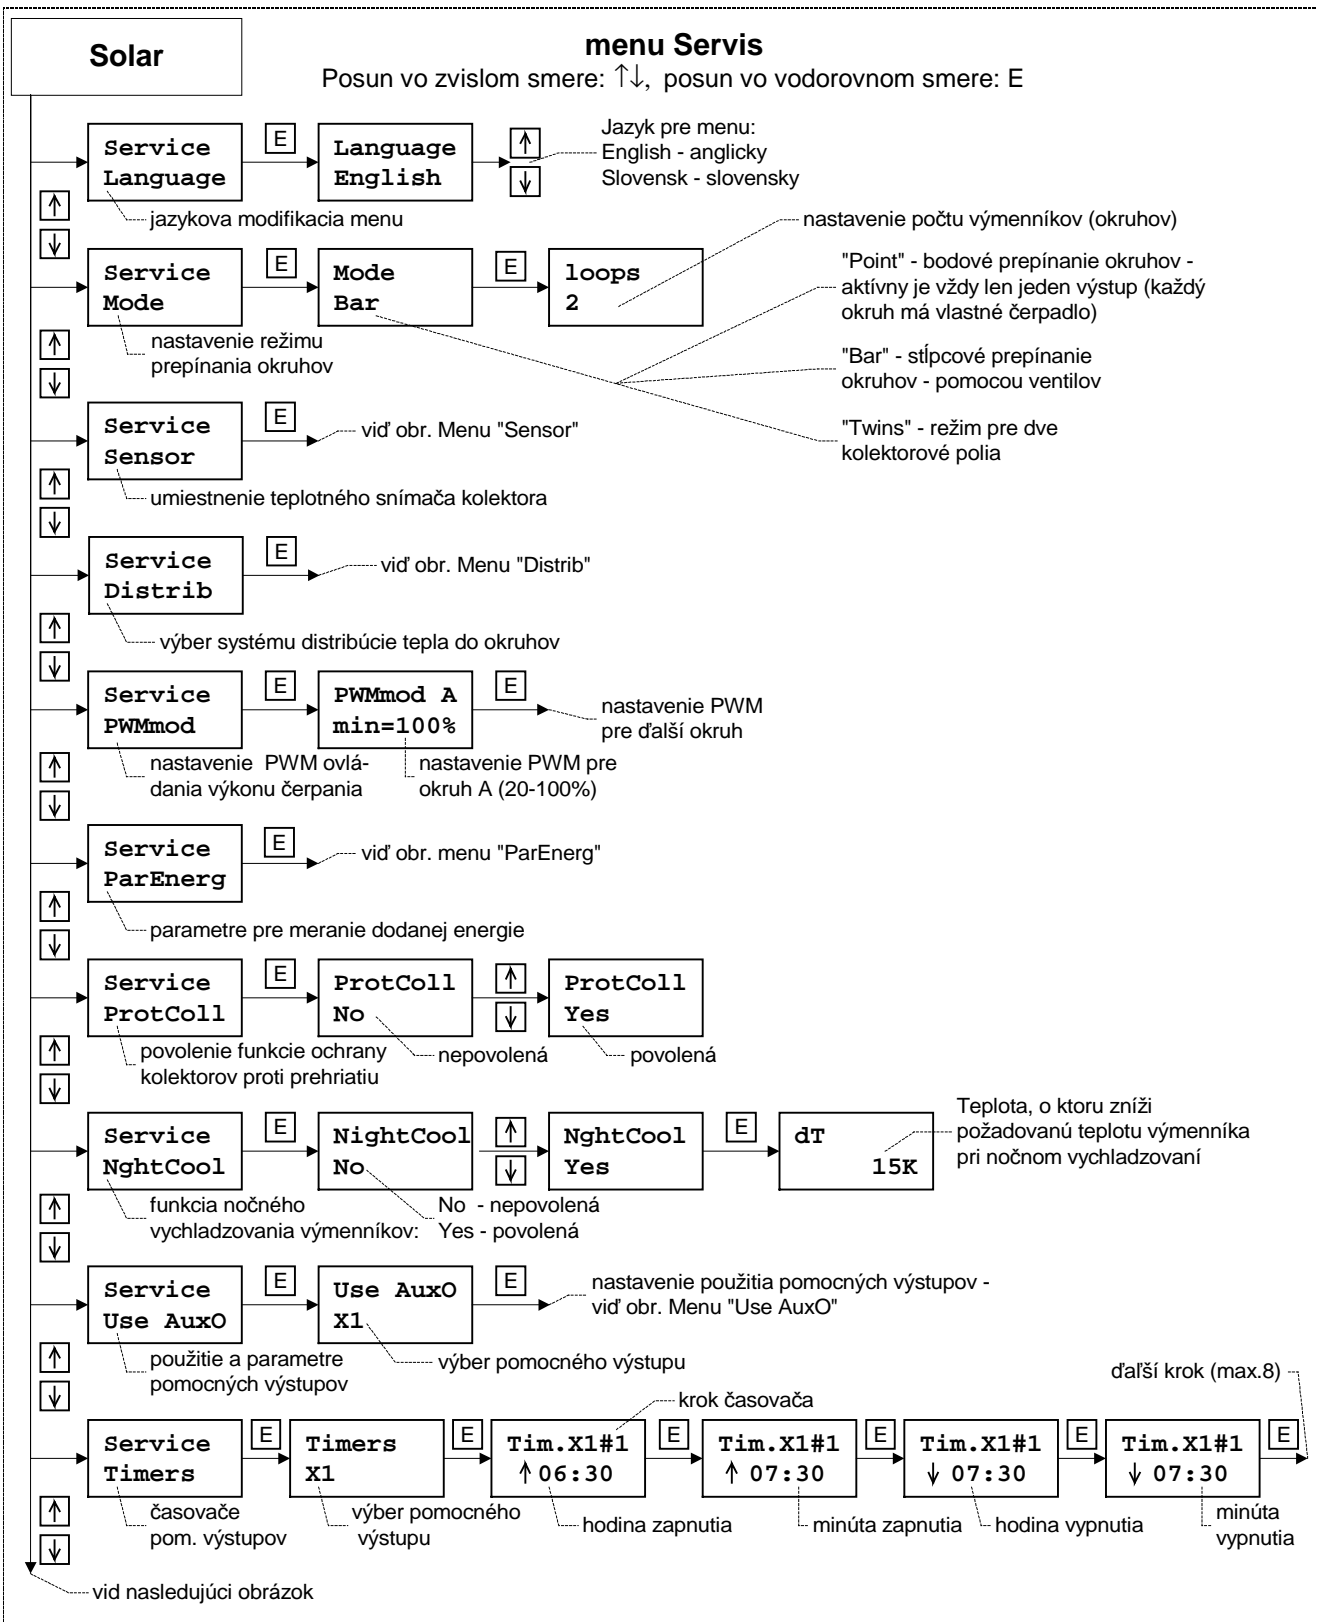 Solar
menu Servis
Posun vo zvislom smere: ↑↓, posun vo vodorovnom smere: E
Service
Language
E
Language
English
↑
↓
Jazyk pre menu:
English - anglicky
Slovensk - slovensky
jazykova modifikacia menu
↑
↓
Service
Mode
E
Mode
Bar
E
loops
2
nastavenie počtu výmenníkov (okruhov)
"Point" - bodové prepínanie okruhov -
aktívny je vždy len jeden výstup (každý
okruh má vlastné čerpadlo)
"Bar" - stĺpcové prepínanie
okruhov - pomocou ventilov
"Twins" - režim pre dve
kolektorové polia
nastavenie režimu
prepínania okruhov
↑
↓
Service
Sensor
E
viď obr. Menu "Sensor"
umiestnenie teplotného snímača kolektora
↑
↓
Service
Distrib
E
viď obr. Menu "Distrib"
výber systému distribúcie tepla do okruhov
↑
↓
Service
PWMmod
E
PWMmod A
min=100%
E
nastavenie PWM
pre ďalší okruh
nastavenie PWM ovlá-
dania výkonu čerpania
nastavenie PWM pre
okruh A (20-100%)
↑
↓
Service
ParEnerg
E
viď obr. menu "ParEnerg"
parametre pre meranie dodanej energie
↑
↓
Service
ProtColl
E
ProtColl
No
↑
↓
ProtColl
Yes
povolenie funkcie ochrany
kolektorov proti prehriatiu
nepovolená
povolená
↑
↓
Service
NghtCool
E
NightCool
No
↑
↓
NghtCool
Yes
E
dT
15K
Teplota, o ktoru zníži
požadovanú teplotu výmenníka
pri nočnom vychladzovaní
funkcia nočného
vychladzovania výmenníkov:
No - nepovolená
Yes - povolená
↑
↓
Service
Use AuxO
E
Use AuxO
X1
E
nastavenie použitia pomocných výstupov -
viď obr. Menu "Use AuxO"
použitie a parametre
pomocných výstupov
výber pomocného výstupu
↑
↓
krok časovača
ďaľší krok (max.8)
Service
Timers
E
Timers
X1
E
Tim.X1#1
↑ 06:30
E
Tim.X1#1
↑ 07:30
E
Tim.X1#1
↓ 07:30
E
Tim.X1#1
↓ 07:30
E
časovače
pom. výstupov
výber pomocného
výstupu
hodina zapnutia
minúta zapnutia
hodina vypnutia
minúta
vypnutia
↑
↓
vid nasledujúci obrázok